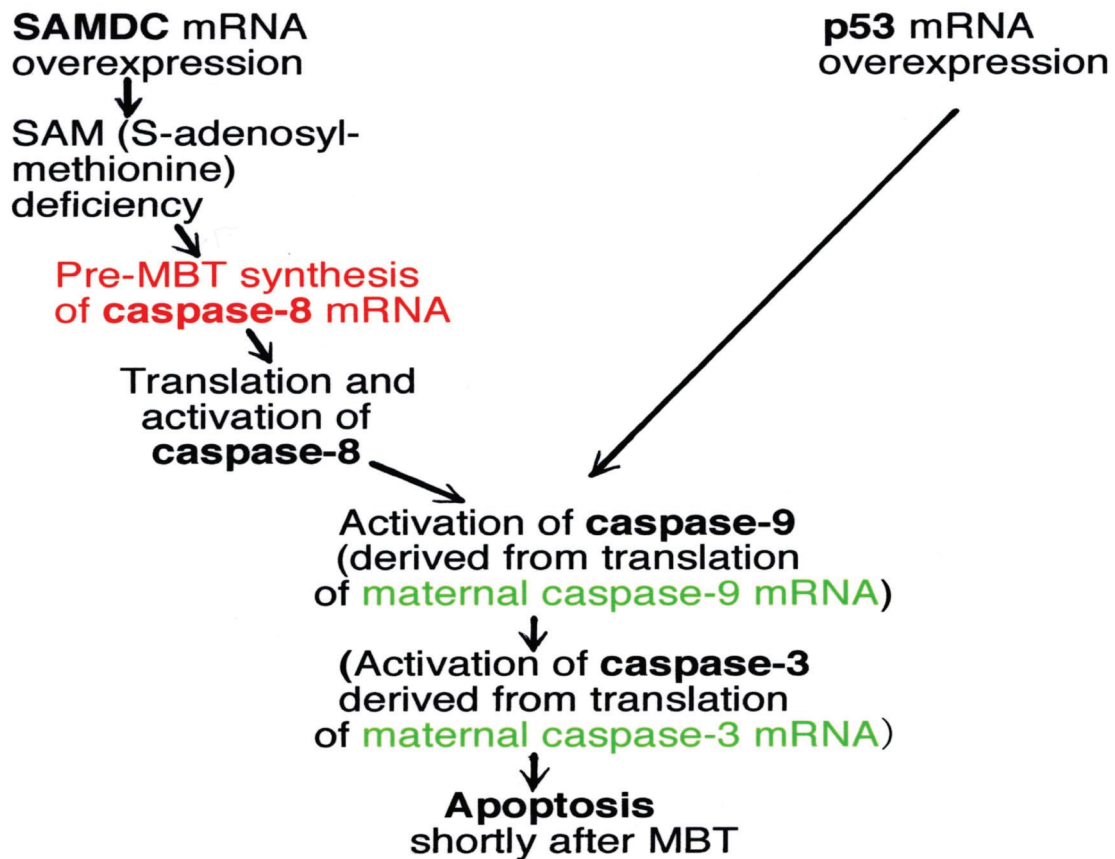 SAMDC mRNA
overexpression
SAM (S-adenosyl-
methionine)
deficiency
Pre-MBT synthesis
of caspase-8 mRNA
Translation and
activation of
caspase-8
p53 mRNA
overexpression
Activation of caspase-9
(derived from translation
of maternal caspase-9 mRNA)
(Activation of caspase-3
derived from translation
of maternal caspase-3 mRNA)
Apoptosis
shortly after MBT